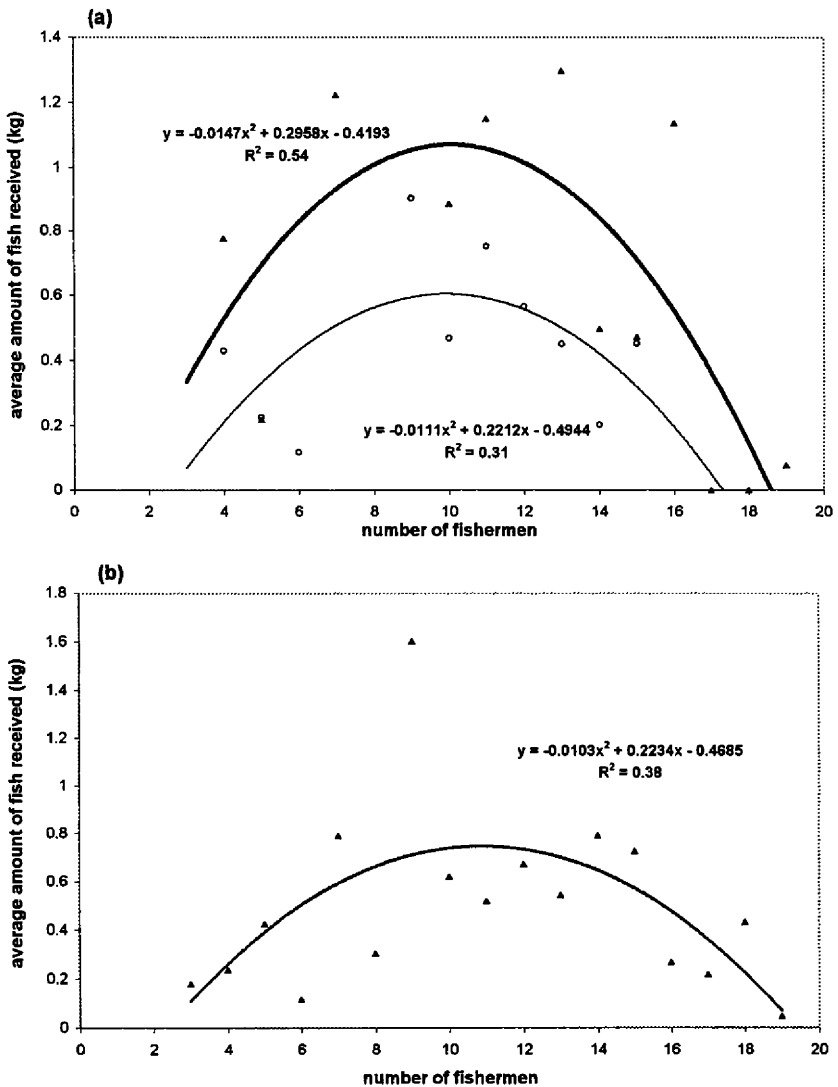 (a)
1.4
1.2
1
0.8
0.6
0.4
0.2
0
average amount of fish received (kg)
y = -0.0147x² + 0.2958x - 0.4193
R² = 0.54
y = -0.0111x² + 0.2212x - 0.4944
R² = 0.31
0 2 4 6 8 10 12 14 16 18 20
number of fishermen
(b)
1.8
1.6
1.4
1.2
1
0.8
0.6
0.4
0.2
0
average amount of fish received (kg)
y = -0.0103x² + 0.2234x - 0.4685
R² = 0.38
0 2 4 6 8 10 12 14 16 18 20
number of fishermen